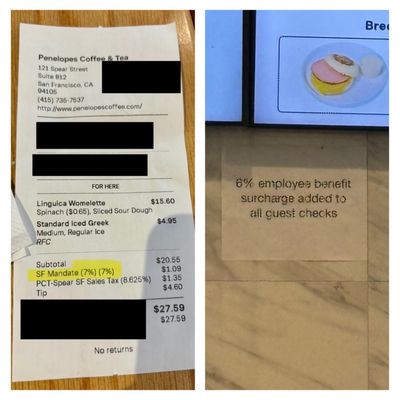 Penelopes Coffee & Tea
121 Spear Street
Suite B12
San Francisco, CA
94105
(415) 735-7537
http://www.penelopescoffee.com/
FOR HERE
Linguica Womelette $15.60
Spinach ($0.65), Sliced Sour Dough
Standard Iced Greek $4.95
Medium, Regular Ice
RFC
Subtotal $20.55
SF Mandate (7%) (7%) $1.09
PCT-Spear SF Sales Tax (8.625%) $1.35
Tip $4.60
$27.59
$27.59
No returns
Bree
6% employee benefit
surcharge added to
all guest checks